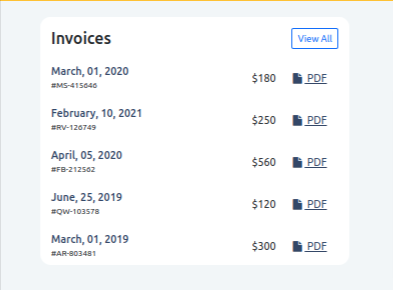 Invoices View All
March, 01, 2020
#MS-415646
$180 PDF
February, 10, 2021
#RV-126749
$250 PDF
April, 05, 2020
#FB-212562
$560 PDF
June, 25, 2019
#QW-103578
$120 PDF
March, 01, 2019
#AR-803481
$300 PDF